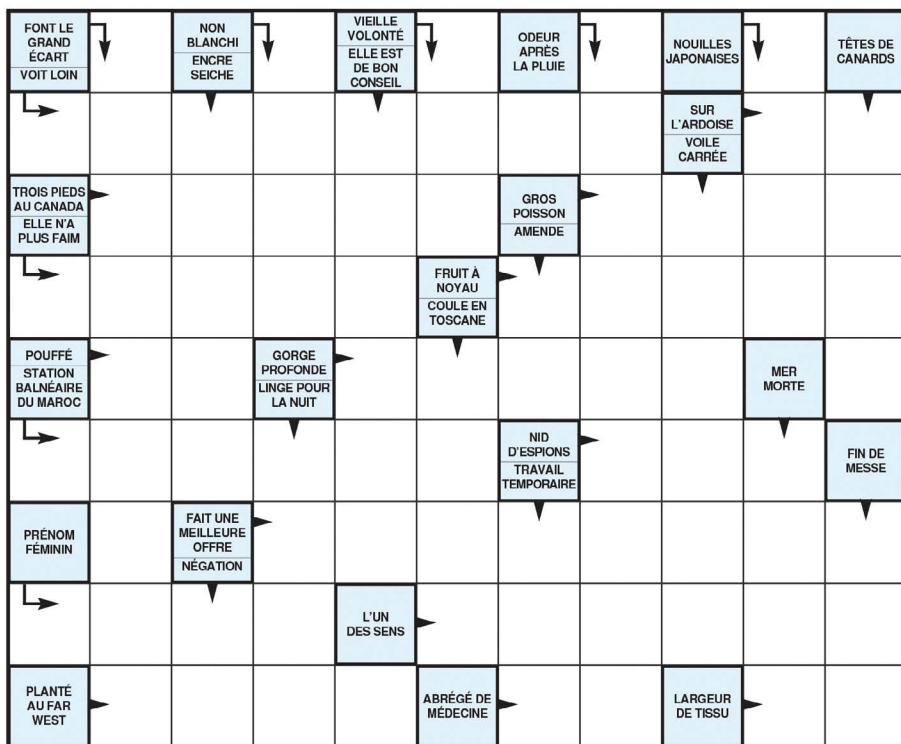 FONT LE
GRAND
ÉCART
VOIT LOIN
NON
BLANCHI
ENCRE
SEICHE
VIEILLE
VOLONTÉ
ELLE EST
DE BON
CONSEIL
ODEUR
APRÈS
LA PLUIE
NOUILLES
JAPONAISES
TÊTES DE
CANARDS
SUR
L'ARDOISE
VOILE
CARRÉE
TROIS PIEDS
AU CANADA
ELLE N'A
PLUS FAIM
GROS
POISSON
AMENDE
FRUIT À
NOYAU
COULE EN
TOSCANE
POUFFÉ
STATION
BALNÉAIRE
DU MAROC
GORGE
PROFONDE
LINGE POUR
LA NUIT
MER
MORTE
NID
D'ESPIONS
TRAVAIL
TEMPORAIRE
FIN DE
MESSE
PRÉNOM
FÉMININ
FAIT UNE
MEILLEURE
OFFRE
NÉGATION
L'UN
DES SENS
PLANTÉ
AU FAR
WEST
ABRÉGÉ DE
MÉDECINE
LARGEUR
DE TISSU